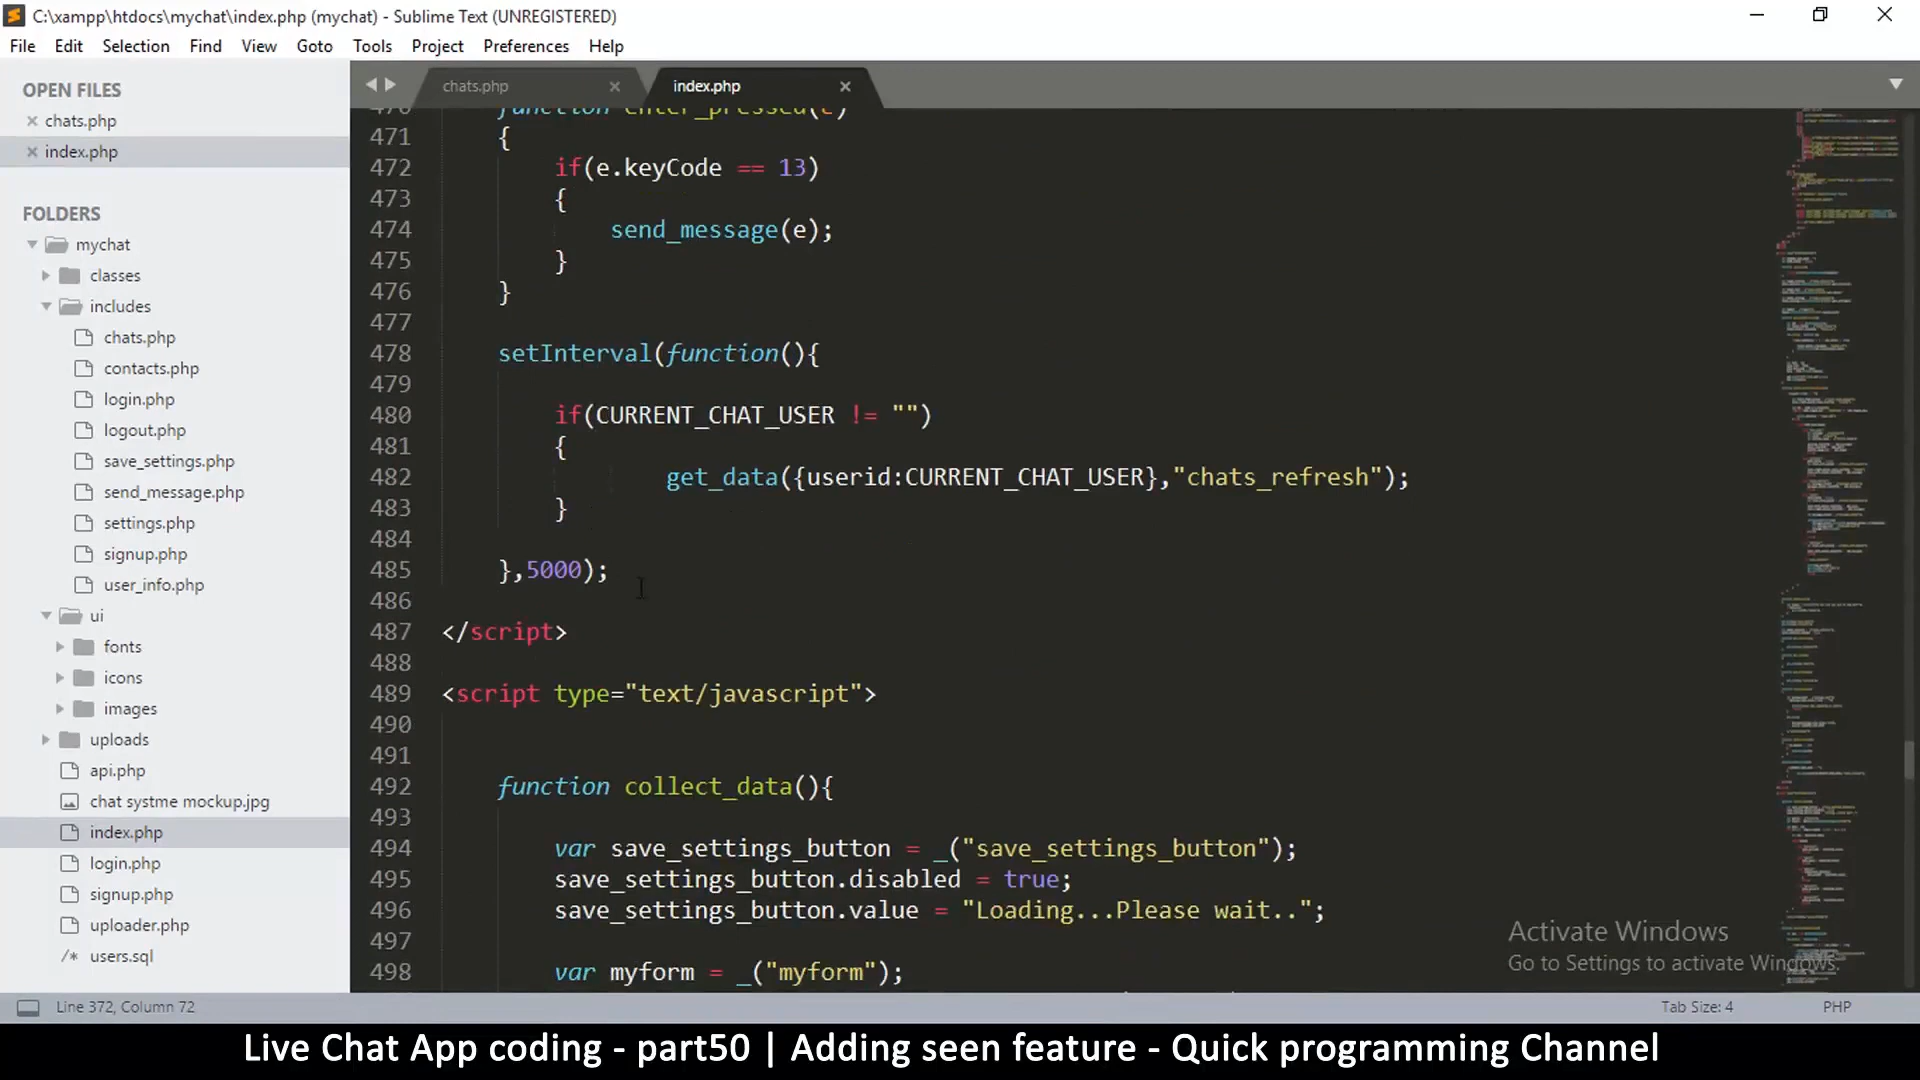 C:\xampp\htdocs\mychat\index.php (mychat) - Sublime Text (UNREGISTERED)
File Edit Selection Find View Goto Tools Project Preferences Help
OPEN FILES
chats.php
index.php
FOLDERS
mychat
classes
includes
chats.php
contacts.php
login.php
logout.php
save_settings.php
send_message.php
settings.php
signup.php
user_info.php
ui
fonts
icons
images
uploads
api.php
chat systme mockup.jpg
index.php
login.php
signup.php
uploader.php
/* users.sql
chats.php index.php
470 function enter_pressed(e)
471 {
472 if(e.keyCode == 13)
473 {
474 send_message(e);
475 }
476 }
477
478 setInterval(function(){
479
480 if(CURRENT_CHAT_USER != "")
481 {
482 get_data({userid:CURRENT_CHAT_USER},"chats_refresh");
483 }
484
485 },5000);
486
487 </script>
488
489 <script type="text/javascript">
490
491
492 function collect_data(){
493
494 var save_settings_button = _("save_settings_button");
495 save_settings_button.disabled = true;
496 save_settings_button.value = "Loading...Please wait..";
497
498 var myform = _("myform");
Activate Windows
Go to Settings to activate Windows.
Line 372, Column 72 Tab Size: 4 PHP
Live Chat App coding - part50 | Adding seen feature - Quick programming Channel